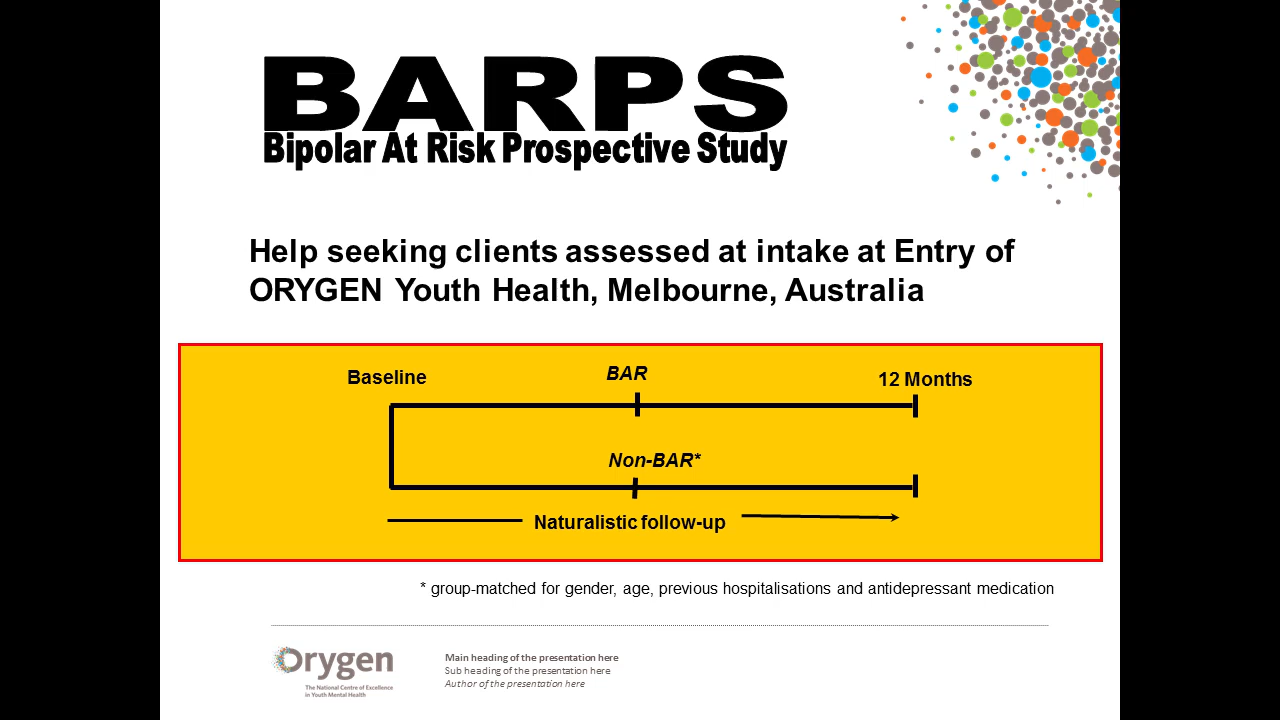 BARPS
Bipolar At Risk Prospective Study
Help seeking clients assessed at intake at Entry of
ORYGEN Youth Health, Melbourne, Australia
Baseline
BAR
12 Months
Non-BAR*
Naturalistic follow-up
* group-matched for gender, age, previous hospitalisations and antidepressant medication
Orygen
The National Centre of Excellence
in Youth Mental Health
Main heading of the presentation here
Sub heading of the presentation here
Author of the presentation here